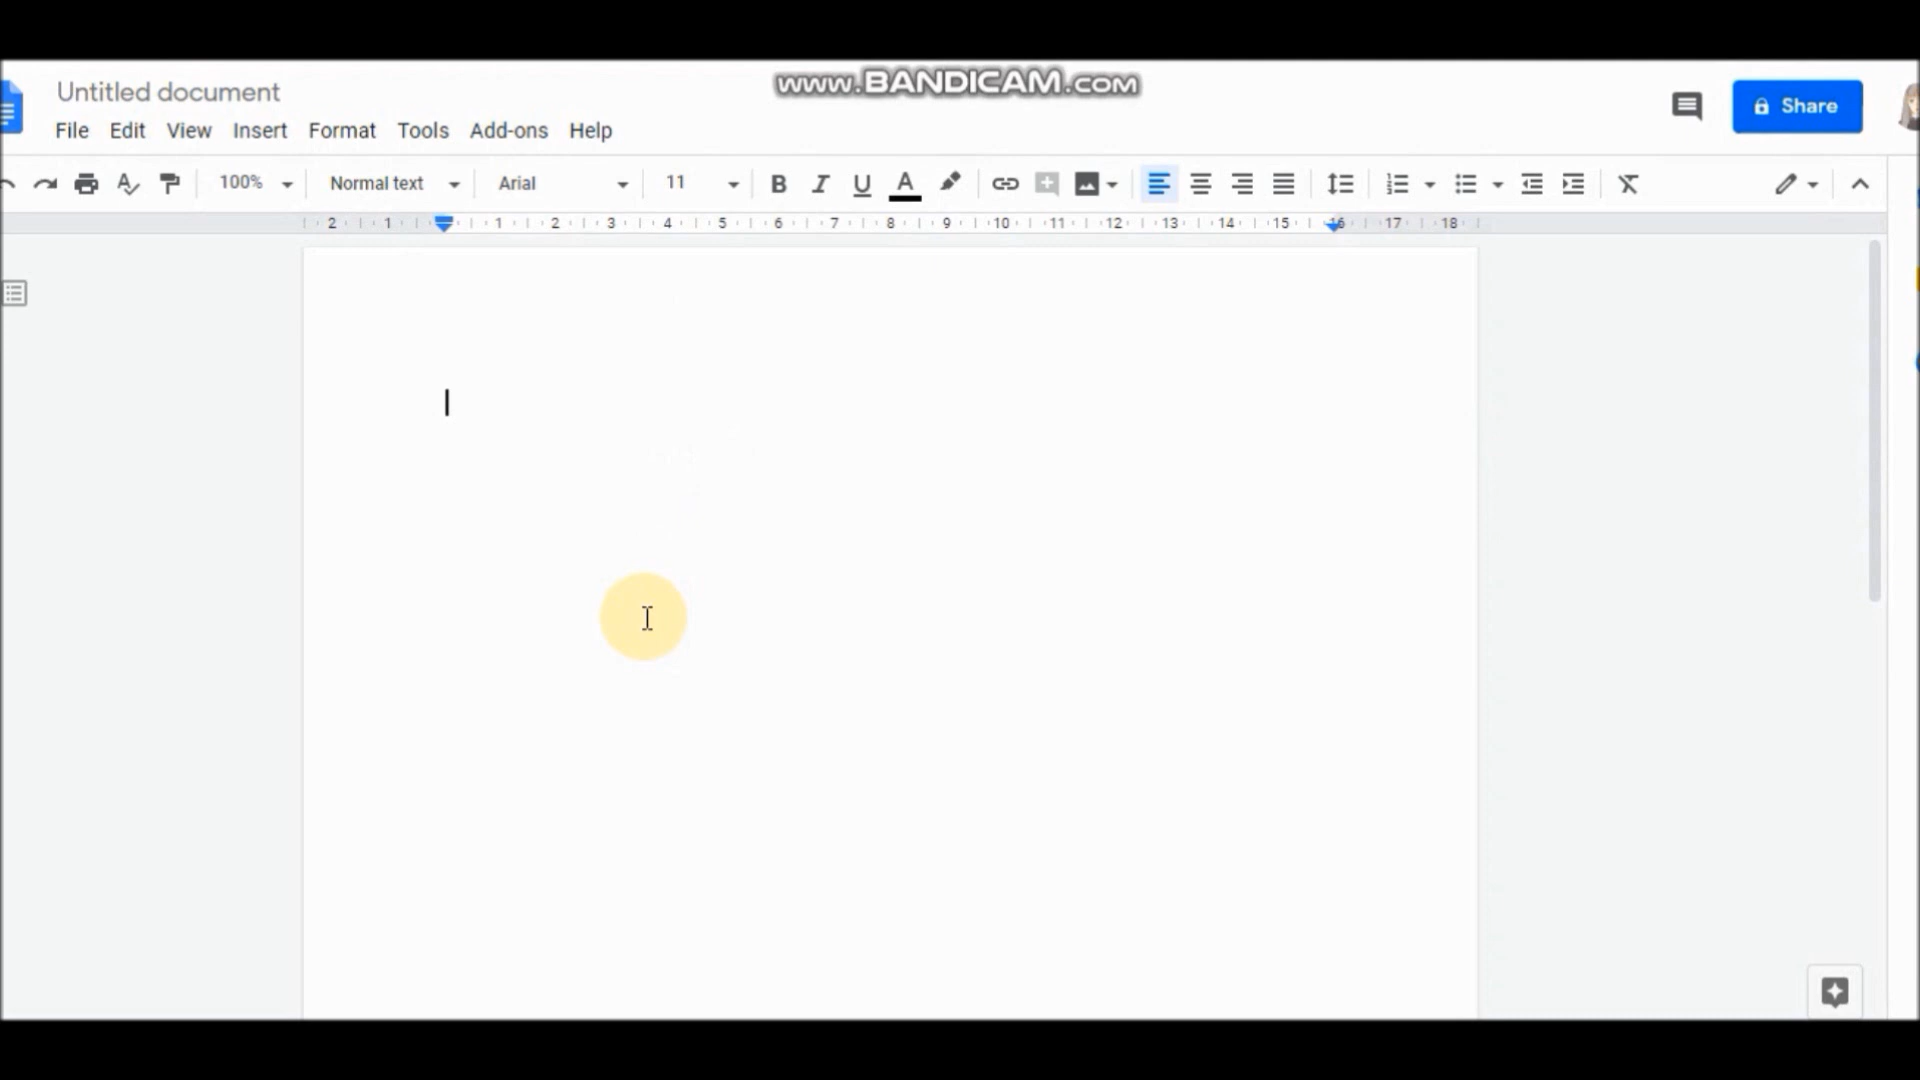 www.BANDICAM.com
Untitled document
Share
File Edit View Insert Format Tools Add-ons Help
100% Normal text Arial 11 B I U A
2 1 1 2 3 4 5 6 7 8 9 10 11 12 13 14 15 16 17 18